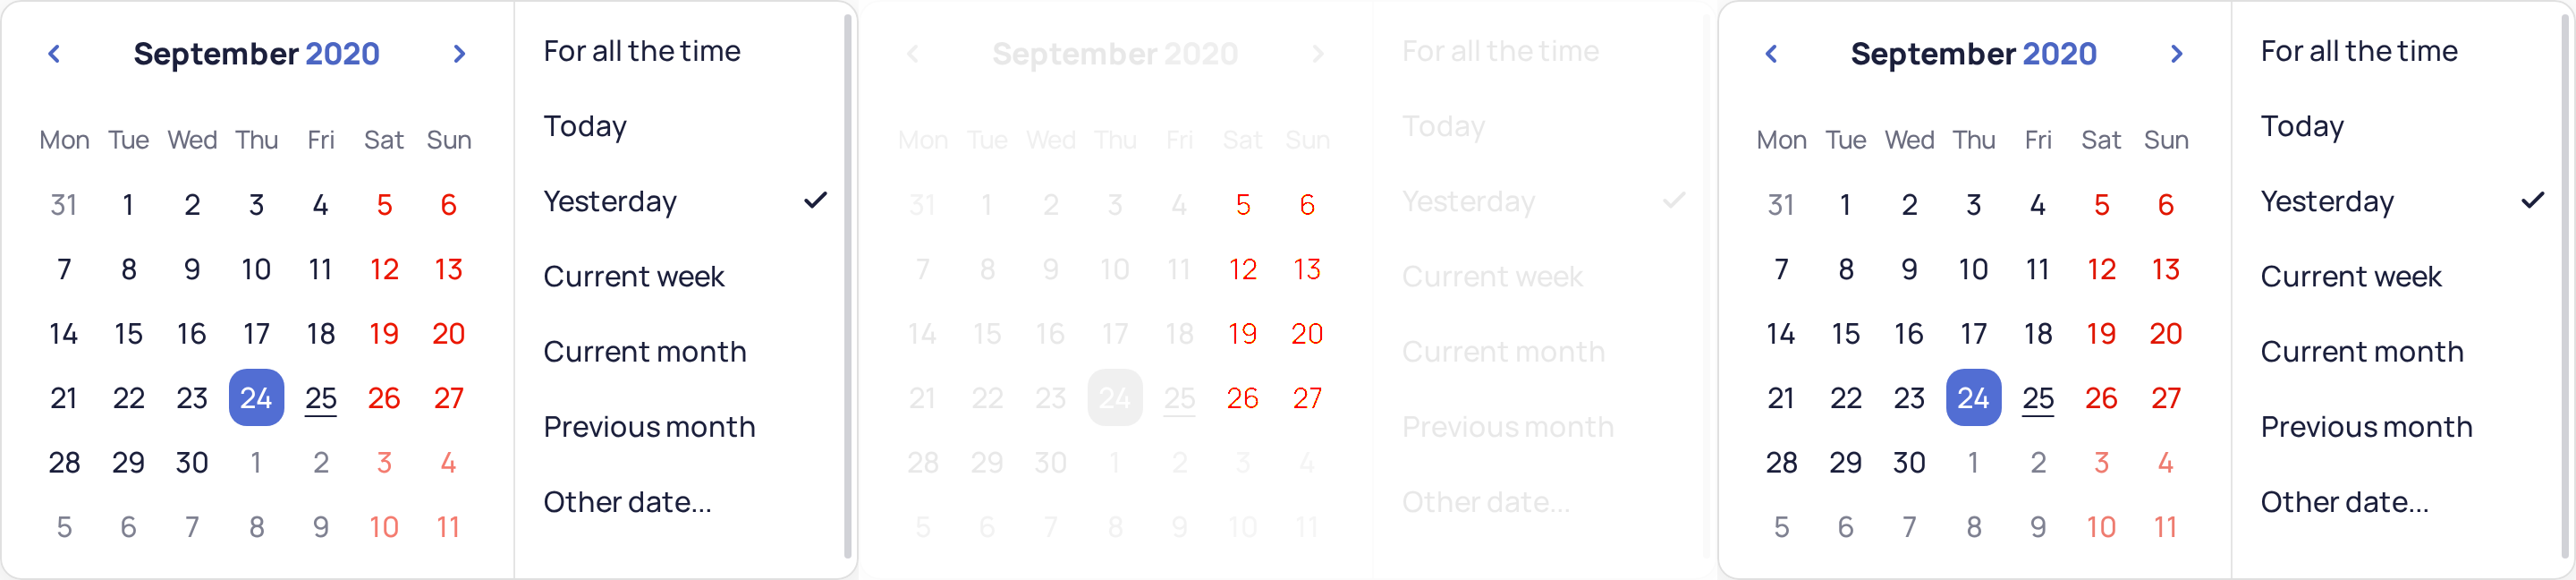 September 2020
Mon Tue Wed Thu Fri Sat Sun
31 1 2 3 4 5 6
7 8 9 10 11 12 13
14 15 16 17 18 19 20
21 22 23 24 25 26 27
28 29 30 1 2 3 4
5 6 7 8 9 10 11
For all the time
Today
Yesterday
Current week
Current month
Previous month
Other date...
September 2020
Mon Tue Wed Thu Fri Sat Sun
31 1 2 3 4 5 6
7 8 9 10 11 12 13
14 15 16 17 18 19 20
21 22 23 24 25 26 27
28 29 30 1 2 3 4
5 6 7 8 9 10 11
For all the time
Today
Yesterday
Current week
Current month
Previous month
Other date...
September 2020
Mon Tue Wed Thu Fri Sat Sun
31 1 2 3 4 5 6
7 8 9 10 11 12 13
14 15 16 17 18 19 20
21 22 23 24 25 26 27
28 29 30 1 2 3 4
5 6 7 8 9 10 11
For all the time
Today
Yesterday
Current week
Current month
Previous month
Other date...